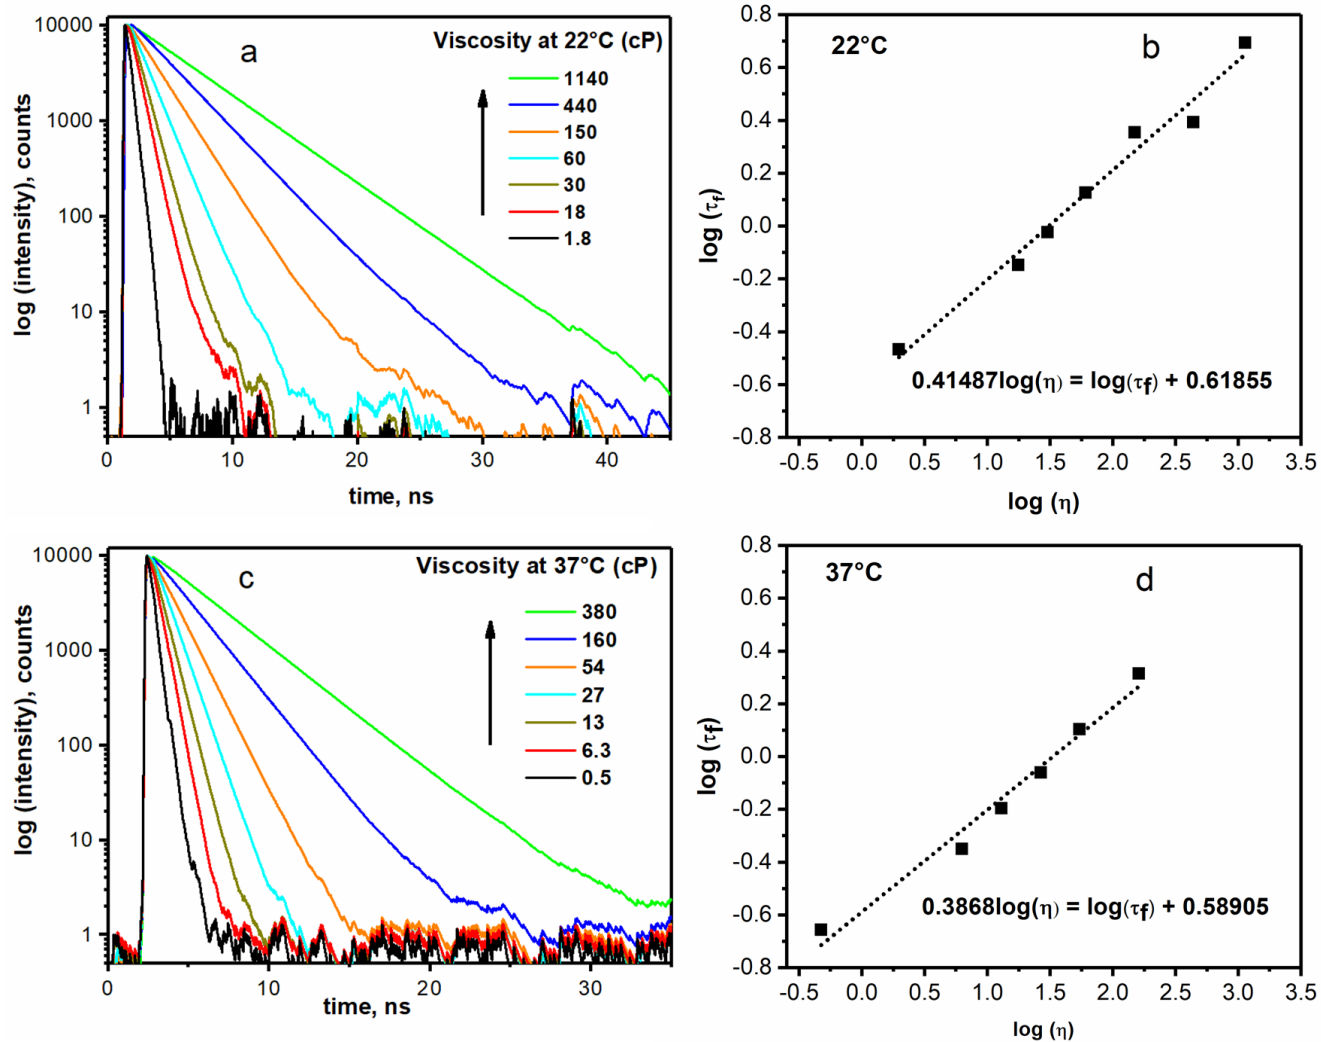 a
Viscosity at 22°C (cP)
1140
440
150
60
30
18
1.8
10000
1000
100
10
1
log (intensity), counts
0 10 20 30 40
time, ns
22°C
b
0.8
0.6
0.4
0.2
0.0
-0.2
-0.4
-0.6
-0.8
log (τf)
0.41487log(η) = log(τf) + 0.61855
-0.5 0.0 0.5 1.0 1.5 2.0 2.5 3.0 3.5
log (η)
c
Viscosity at 37°C (cP)
380
160
54
27
13
6.3
0.5
10000
1000
100
10
1
log (intensity), counts
0 10 20 30
time, ns
37°C
d
0.8
0.6
0.4
0.2
0.0
-0.2
-0.4
-0.6
-0.8
log (τf)
0.3868log(η) = log(τf) + 0.58905
-0.5 0.0 0.5 1.0 1.5 2.0 2.5 3.0 3.5
log (η)